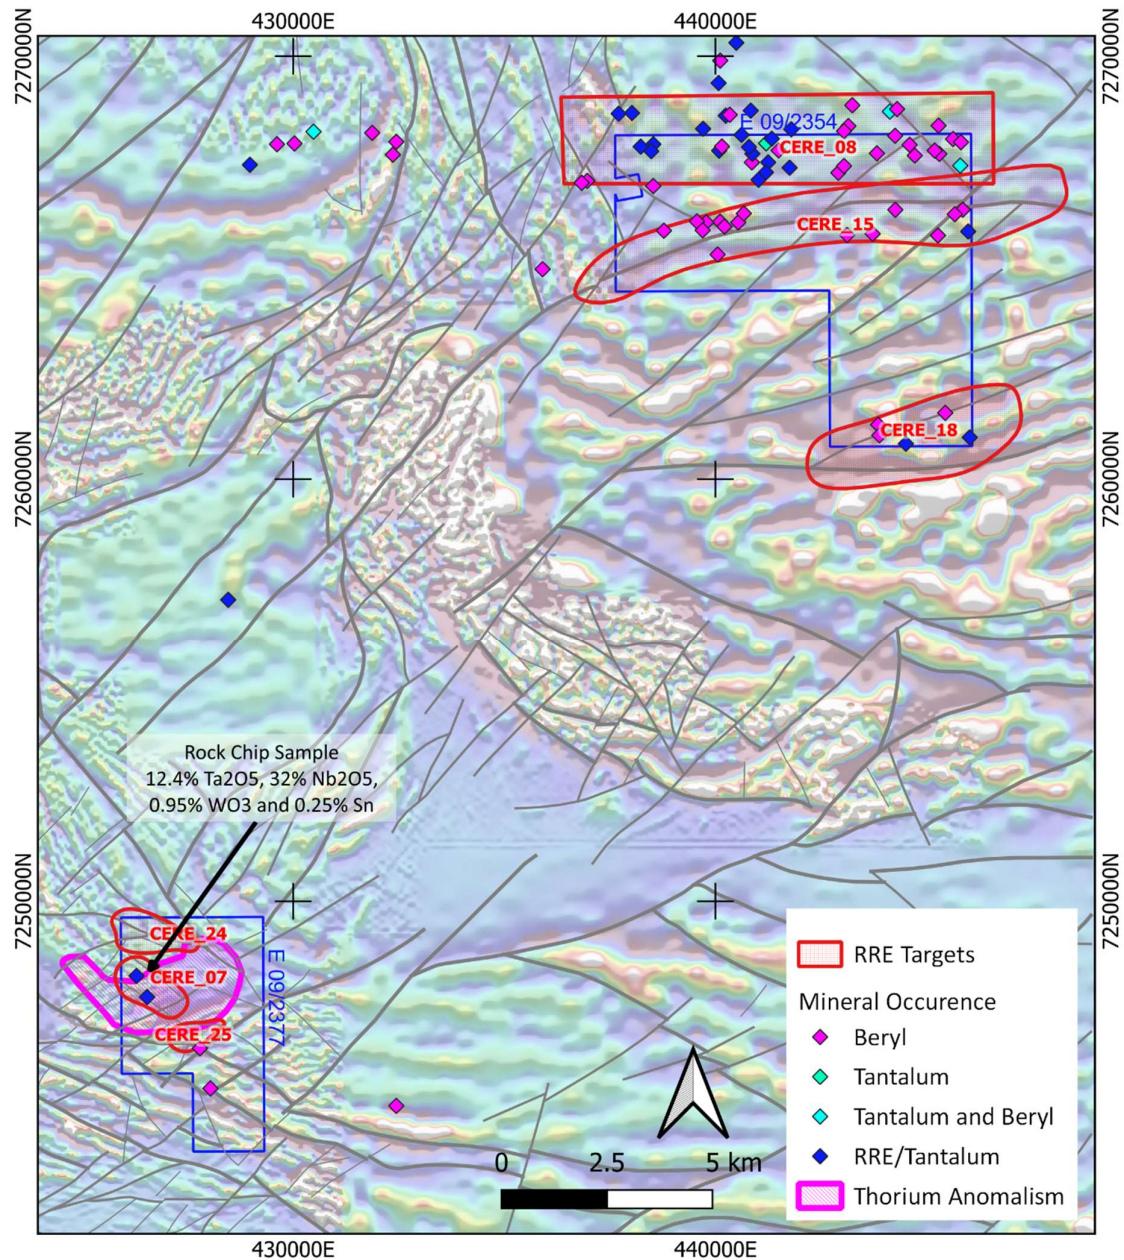 430000E
440000E
7270000N
7270000N
E 09/2354
CERE_08
CERE_15
CERE_18
7260000N
7260000N
Rock Chip Sample
12.4% Ta2O5, 32% Nb2O5,
0.95% WO3 and 0.25% Sn
7250000N
7250000N
CERE_24
CERE_07
CERE_25
E 09/2377
RRE Targets
Mineral Occurence
Beryl
Tantalum
Tantalum and Beryl
RRE/Tantalum
Thorium Anomalism
0 2.5 5 km
430000E
440000E